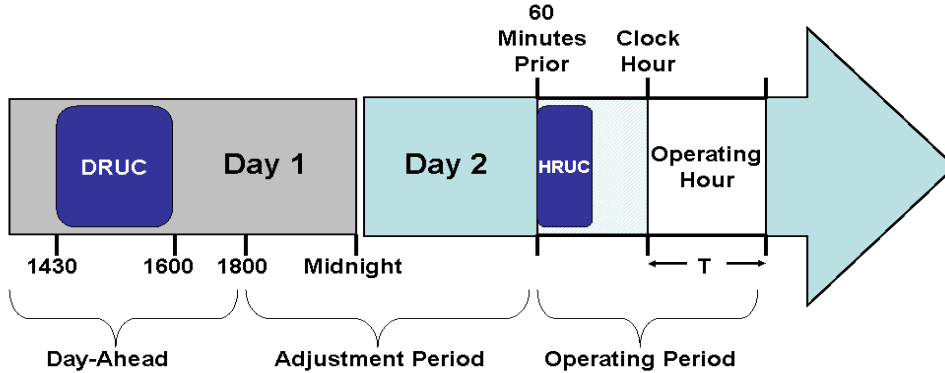 60
Minutes
Prior
Clock
Hour
DRUC
Day 1
Day 2
HRUC
Operating
Hour
1430
1600
1800
Midnight
T
Day-Ahead
Adjustment Period
Operating Period